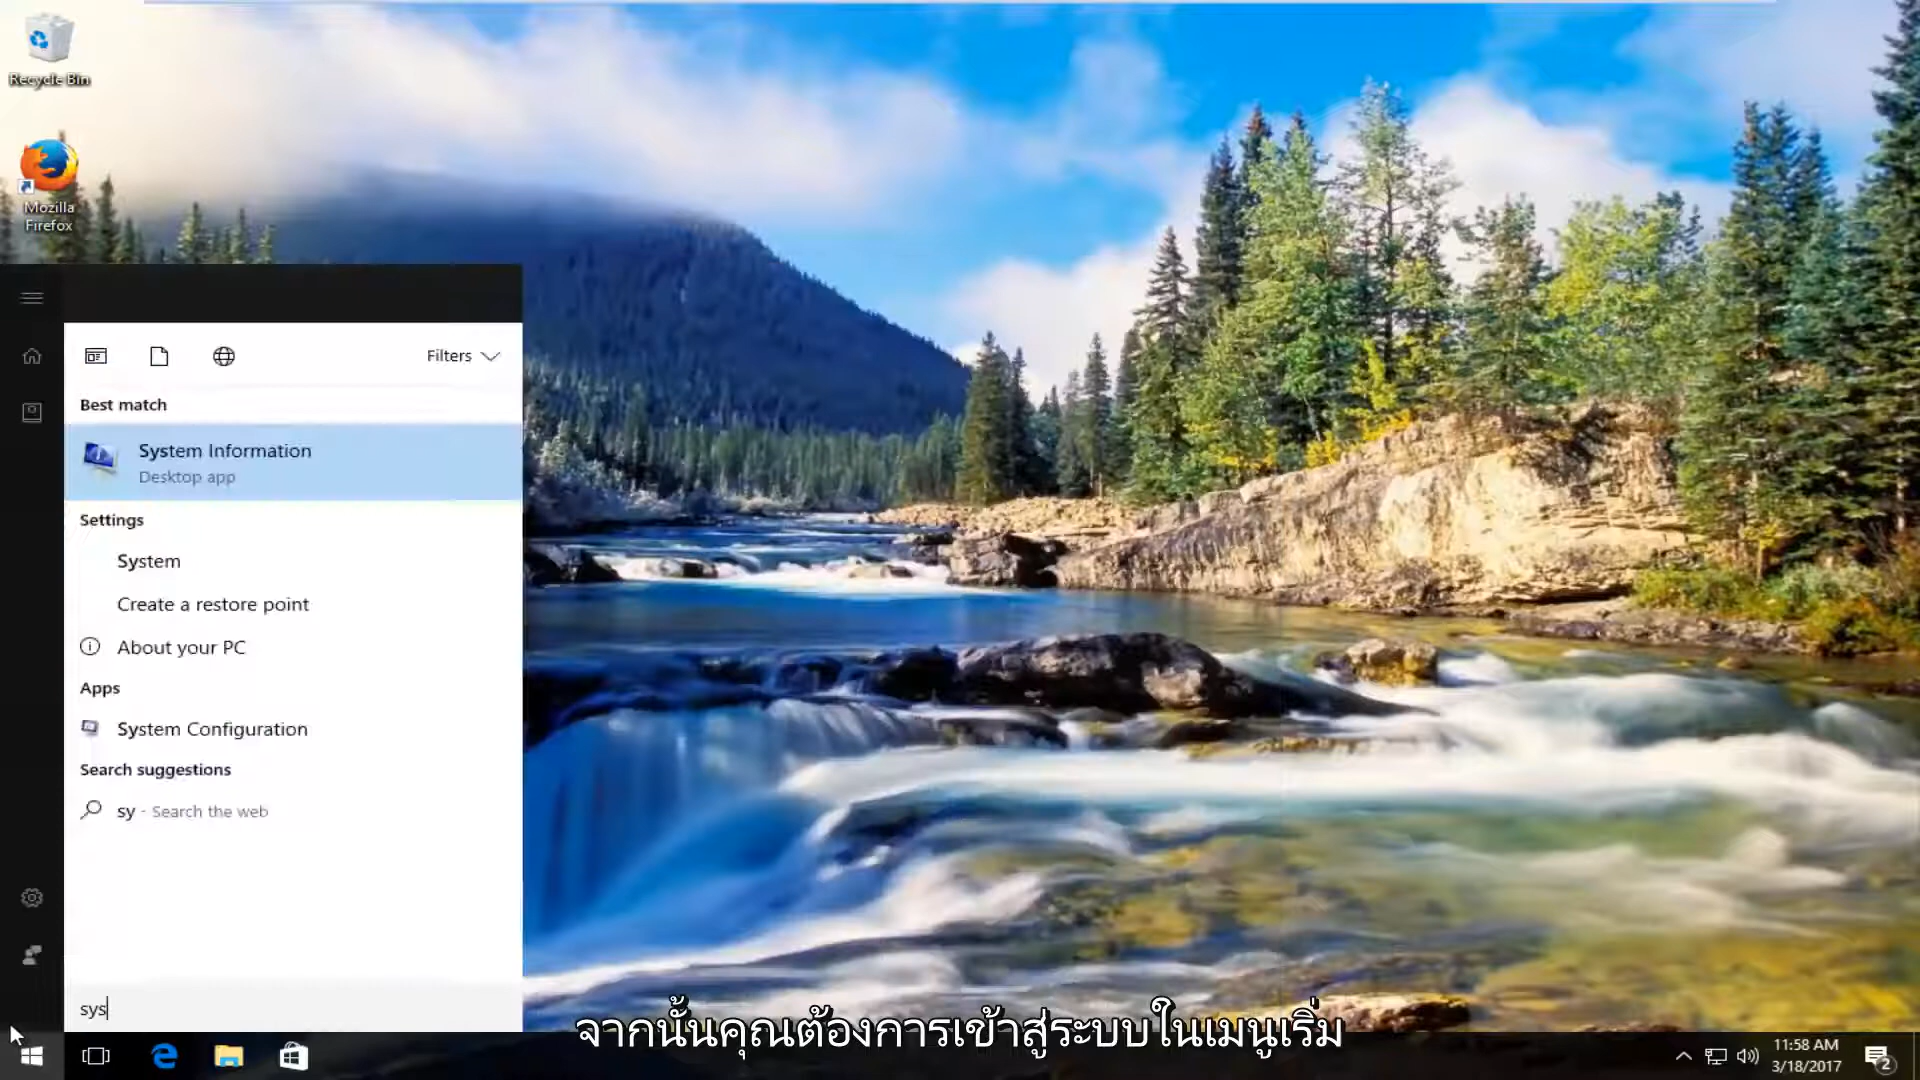 Recycle Bin
Mozilla
Firefox
Filters
Best match
System Information
Desktop app
Settings
System
Create a restore point
About your PC
Apps
System Configuration
Search suggestions
sy - Search the web
sys
จากนั้นคุณต้องการเข้าสู่ระบบในเมนูเริ่ม
11:58 AM
3/18/2017
2